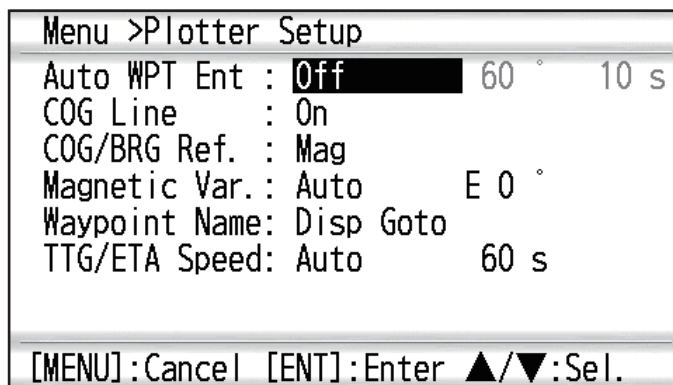 Menu >Plotter Setup
Auto WPT Ent : Off 60 ° 10 s
COG Line : On
COG/BRG Ref. : Mag
Magnetic Var.: Auto E 0 °
Waypoint Name: Disp Goto
TTG/ETA Speed: Auto 60 s
[MENU]:Cancel [ENT]:Enter ▲/▼:Sel.